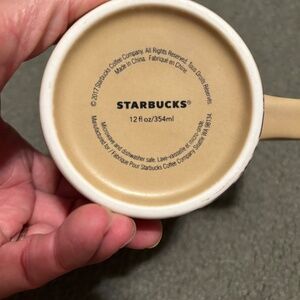 © 2017 Starbucks Coffee Company. All Rights Reserved. Tous Droits Réservés.
Made in China. Fabriqué en Chine.
STARBUCKS®
12 fl oz/354ml
Microwave and dishwasher safe. Lave-vaisselle et micro-onde.
Manufactured for / Fabriqué Pour Starbucks Coffee Company Seattle WA 98134